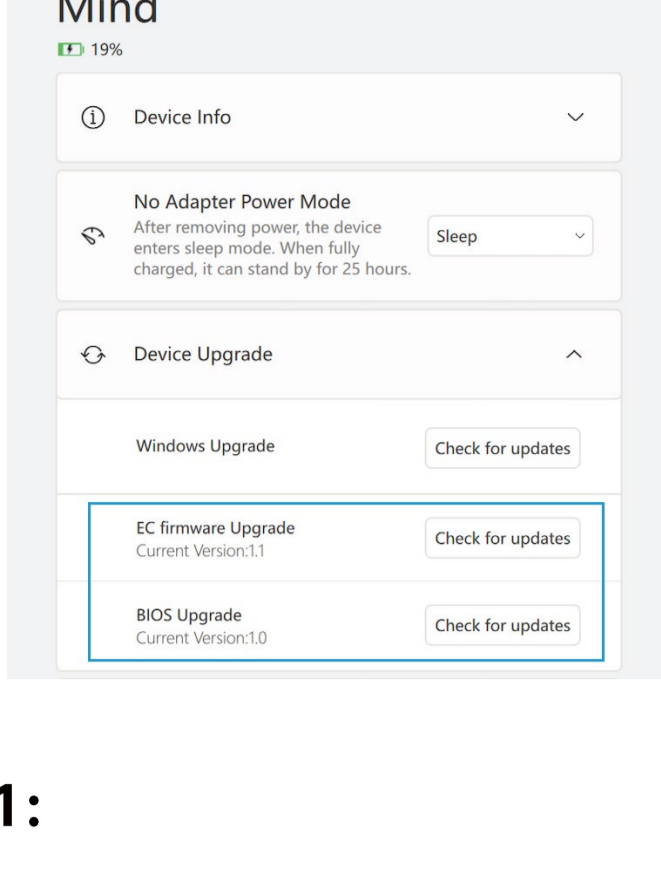 Mind
19%
Device Info
No Adapter Power Mode
After removing power, the device
enters sleep mode. When fully
charged, it can stand by for 25 hours.
Sleep
Device Upgrade
Windows Upgrade
Check for updates
EC firmware Upgrade
Current Version:1.1
Check for updates
BIOS Upgrade
Current Version:1.0
Check for updates
1: